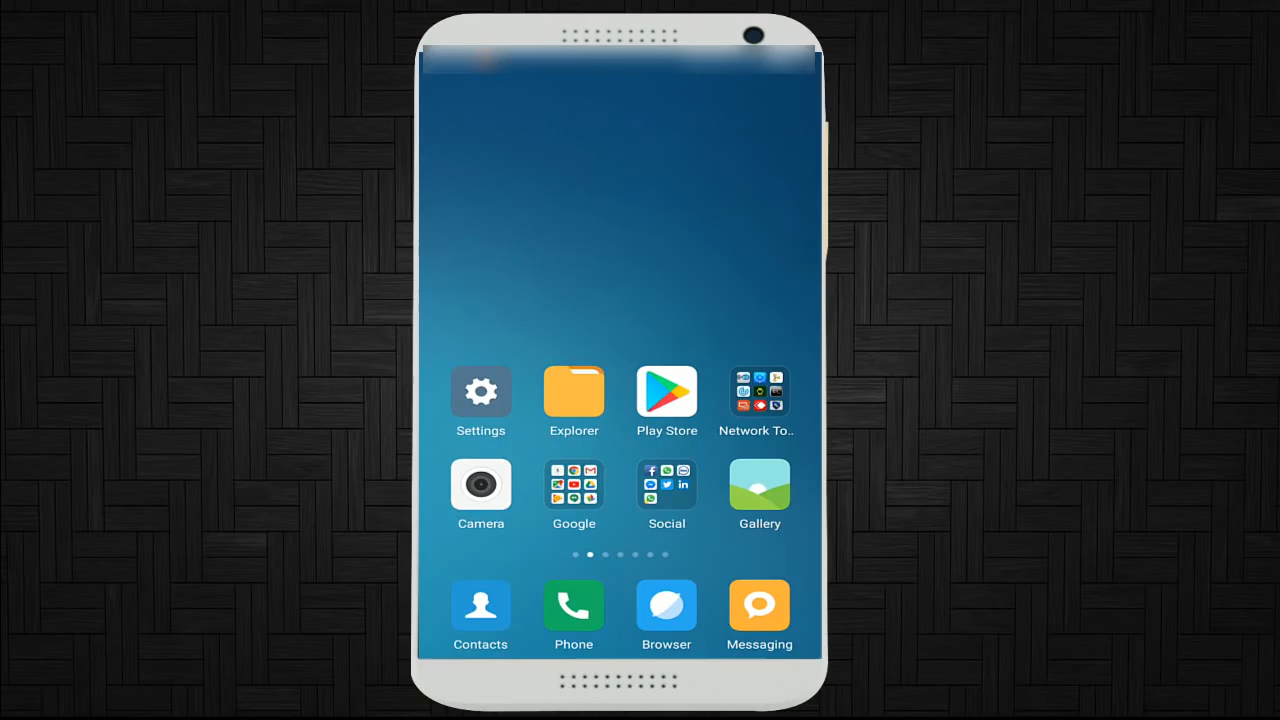 Settings Explorer Play Store Network To..
Camera Google Social Gallery
Contacts Phone Browser Messaging